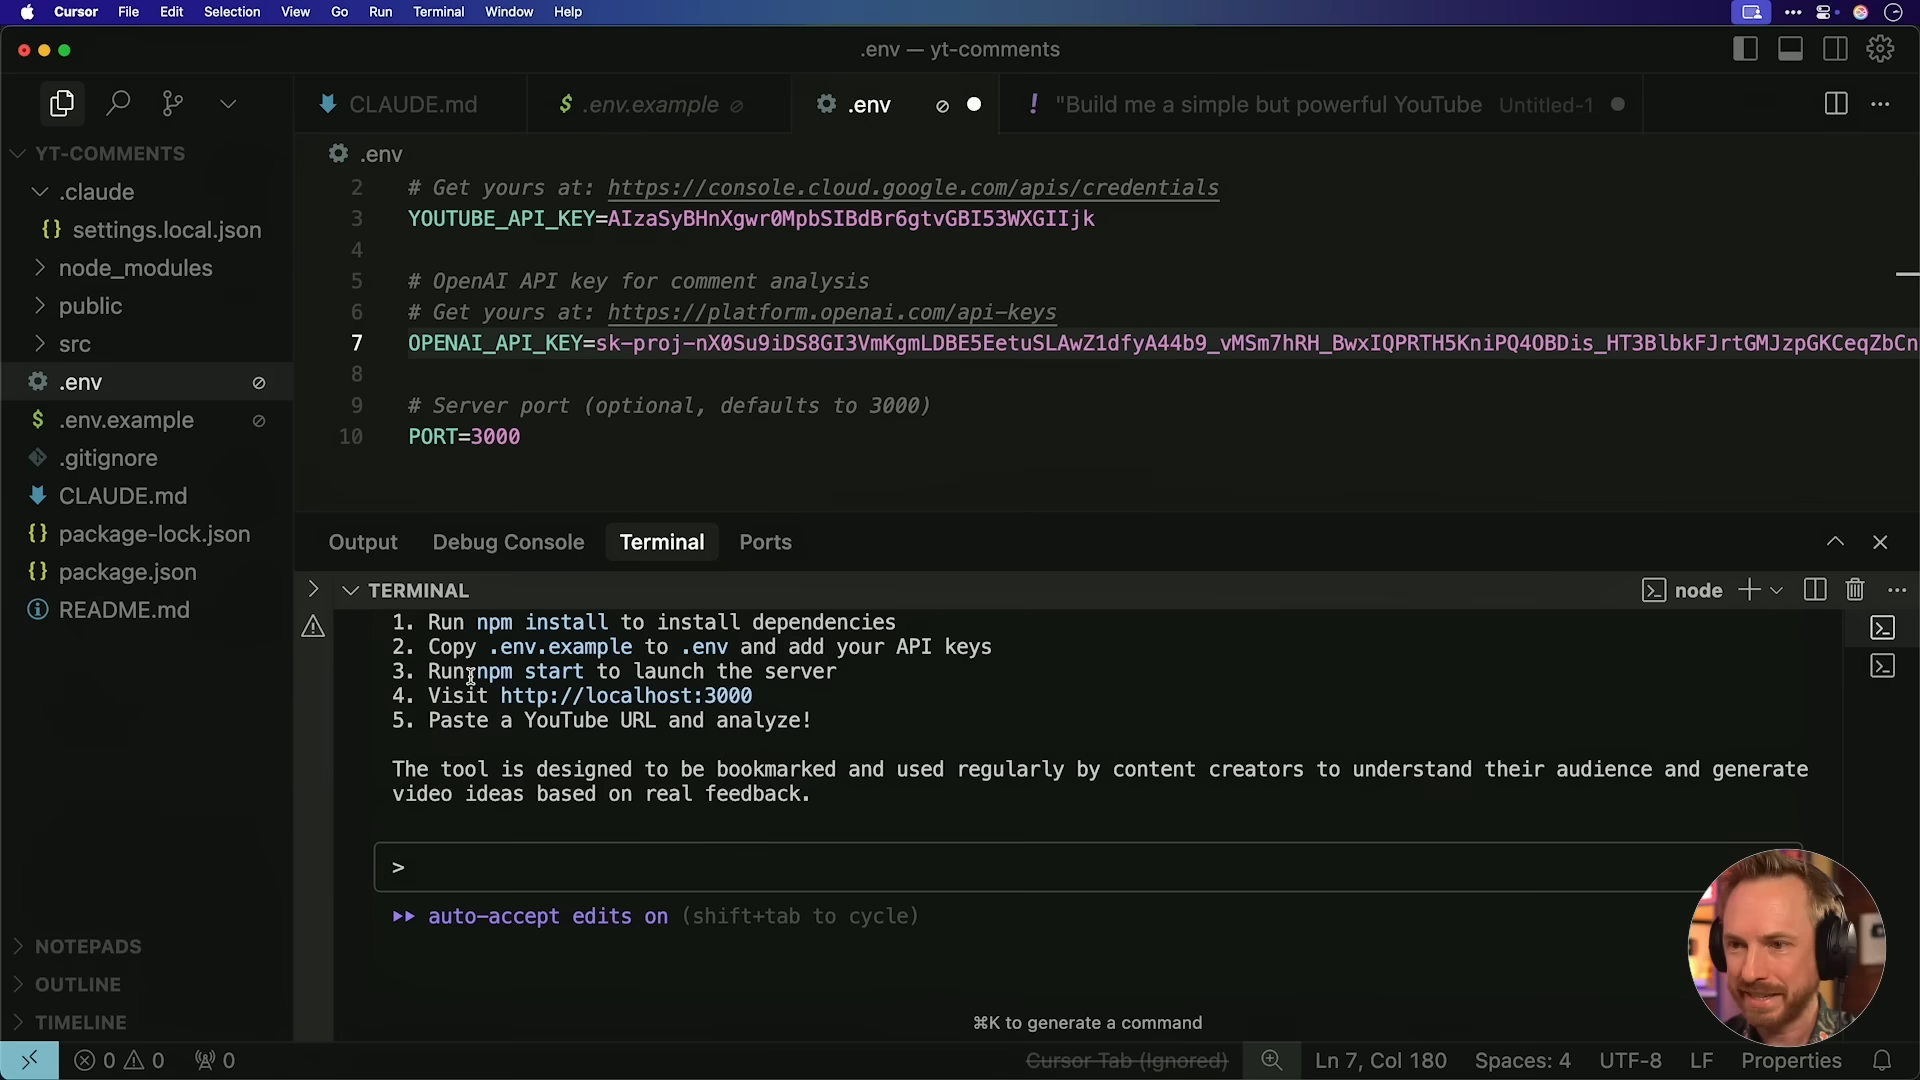 Cursor File Edit Selection View Go Run Terminal Window Help
.env — yt-comments
CLAUDE.md
$ .env.example
.env
! "Build me a simple but powerful YouTube Untitled-1
YT-COMMENTS
.claude
{} settings.local.json
node_modules
public
src
.env
$ .env.example
.gitignore
CLAUDE.md
{} package-lock.json
{} package.json
README.md
NOTEPADS
OUTLINE
TIMELINE
.env
2 # Get yours at: https://console.cloud.google.com/apis/credentials
3 YOUTUBE_API_KEY=[redacted]
4
5 # OpenAI API key for comment analysis
6 # Get yours at: https://platform.openai.com/api-keys
7 OPENAI_API_KEY=[redacted]
8
9 # Server port (optional, defaults to 3000)
10 PORT=3000
Output Debug Console Terminal Ports
TERMINAL
node
1. Run npm install to install dependencies
2. Copy .env.example to .env and add your API keys
3. Run npm start to launch the server
4. Visit http://localhost:3000
5. Paste a YouTube URL and analyze!
The tool is designed to be bookmarked and used regularly by content creators to understand their audience and generate
video ideas based on real feedback.
>
auto-accept edits on (shift+tab to cycle)
⌘K to generate a command
0 0 0
Cursor Tab (Ignored) Ln 7, Col 180 Spaces: 4 UTF-8 LF Properties